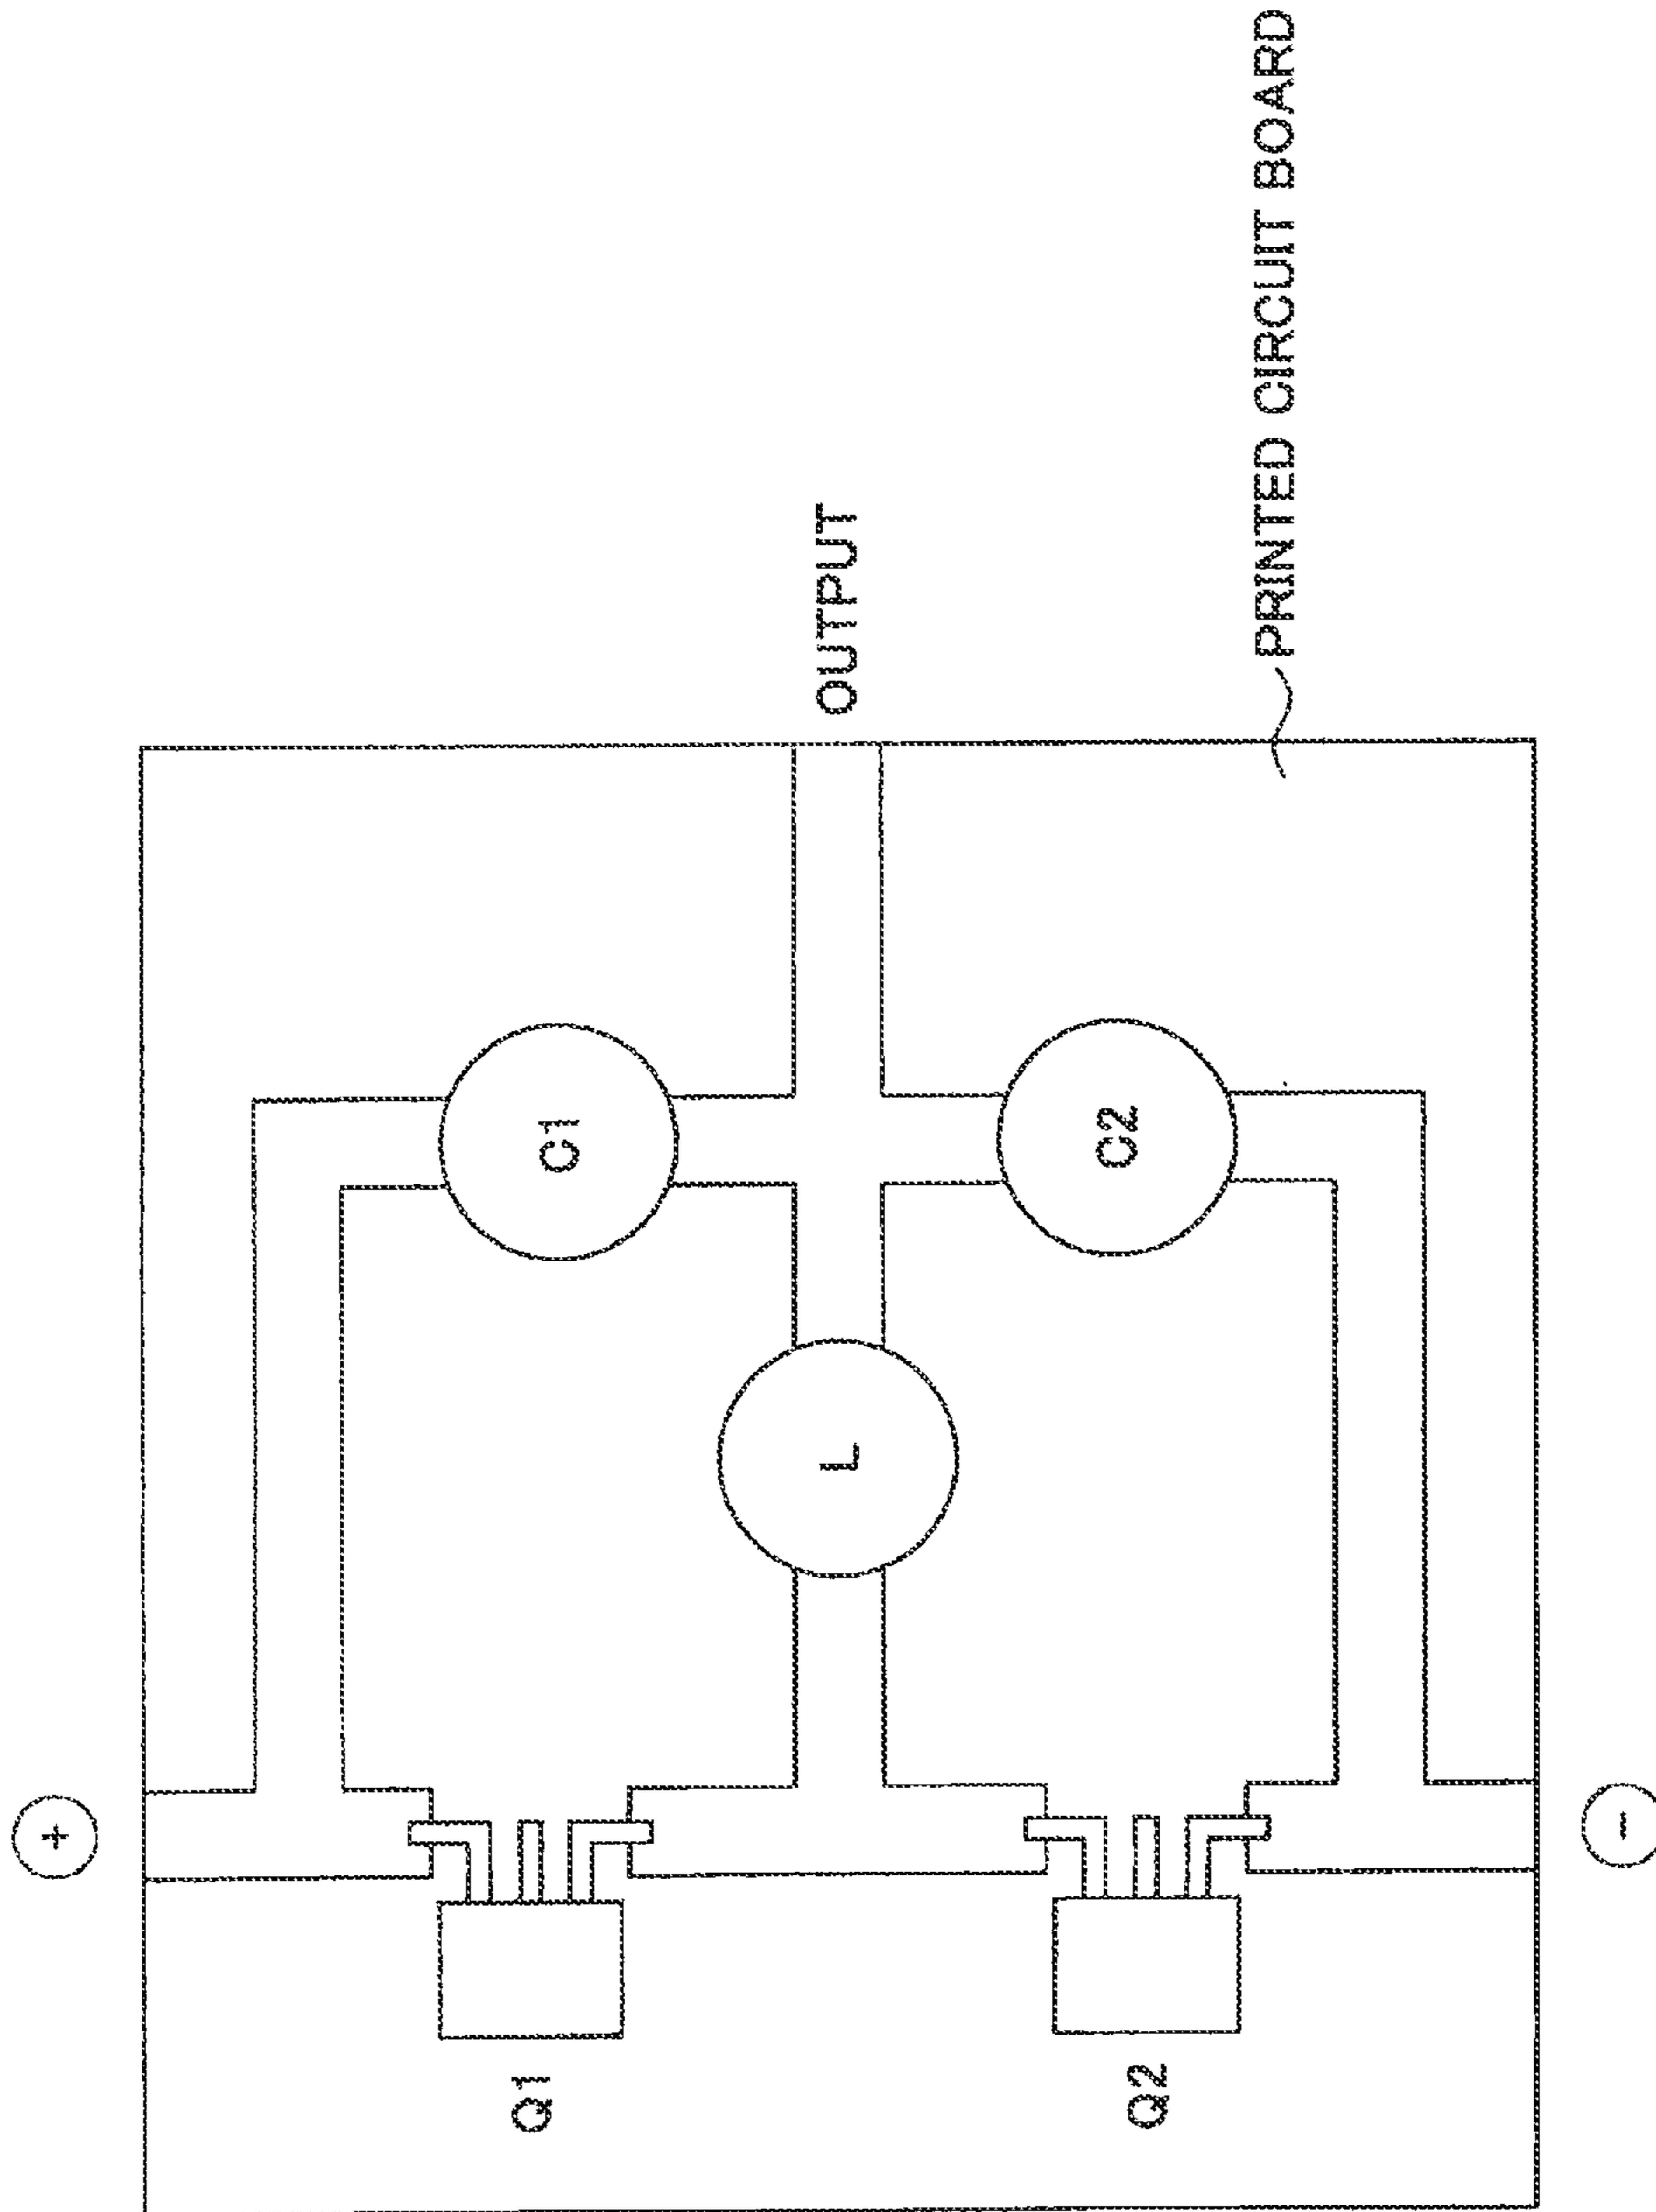 PRINTED CIRCUIT BOARD
OUTPUT
C1
C2
L
+
−
Q1
Q2